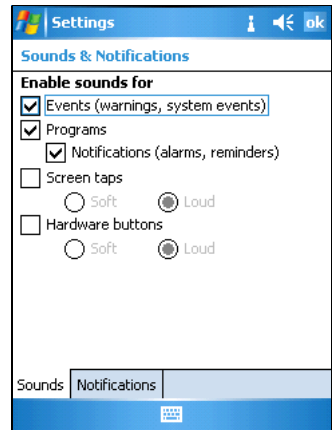 Settings ok
Sounds & Notifications
Enable sounds for
Events (warnings, system events)
Programs
Notifications (alarms, reminders)
Screen taps
Soft Loud
Hardware buttons
Soft Loud
Sounds Notifications